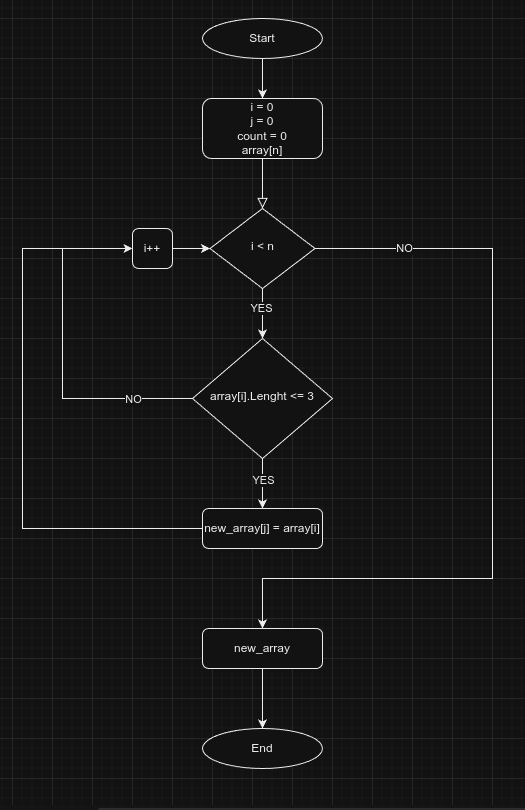 Start
i = 0
j = 0
count = 0
array[n]
i++
i < n
NO
YES
array[i].Lenght <= 3
NO
YES
new_array[j] = array[i]
new_array
End